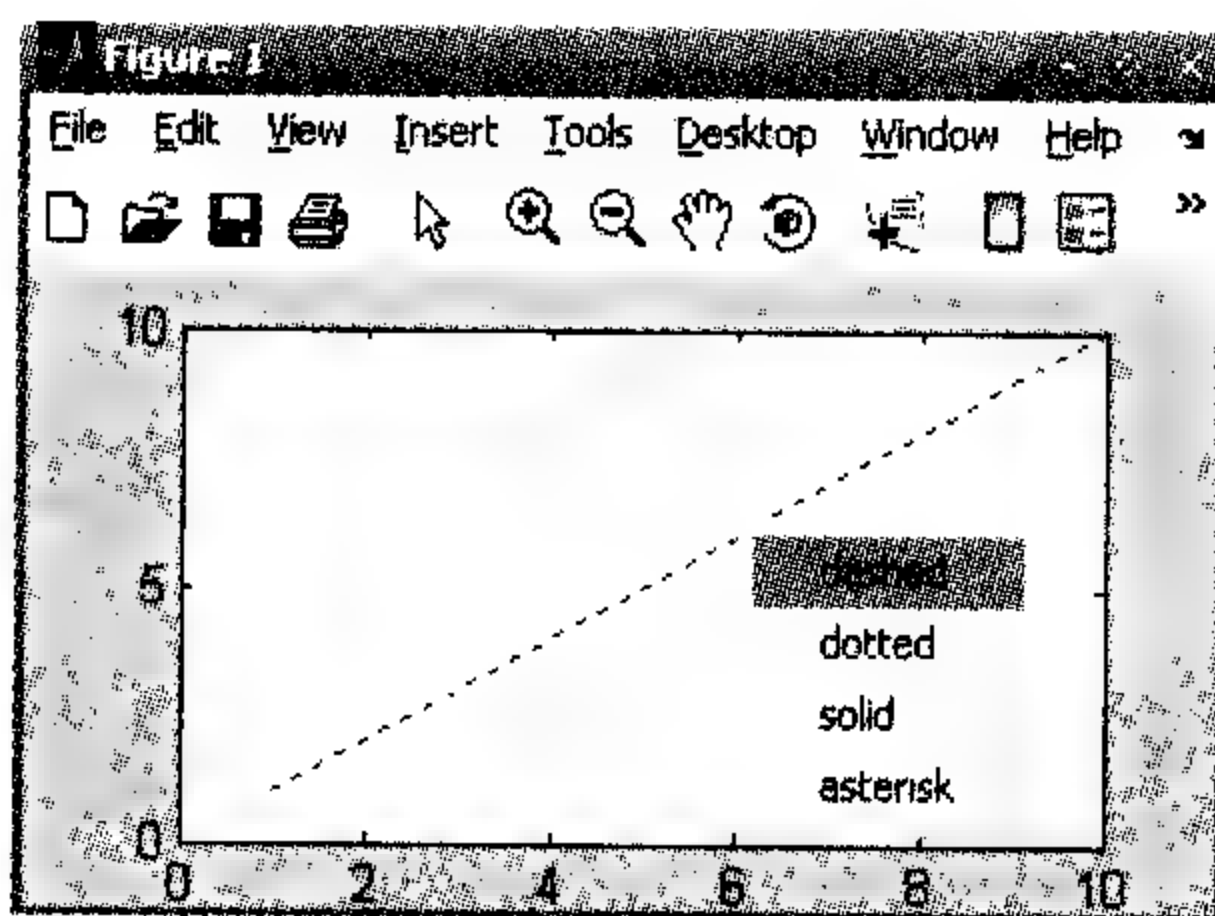 Figure 1
File Edit View Insert Tools Desktop Window Help
10
5
0
dashed
dotted
solid
asterisk
0 2 4 6 8 10